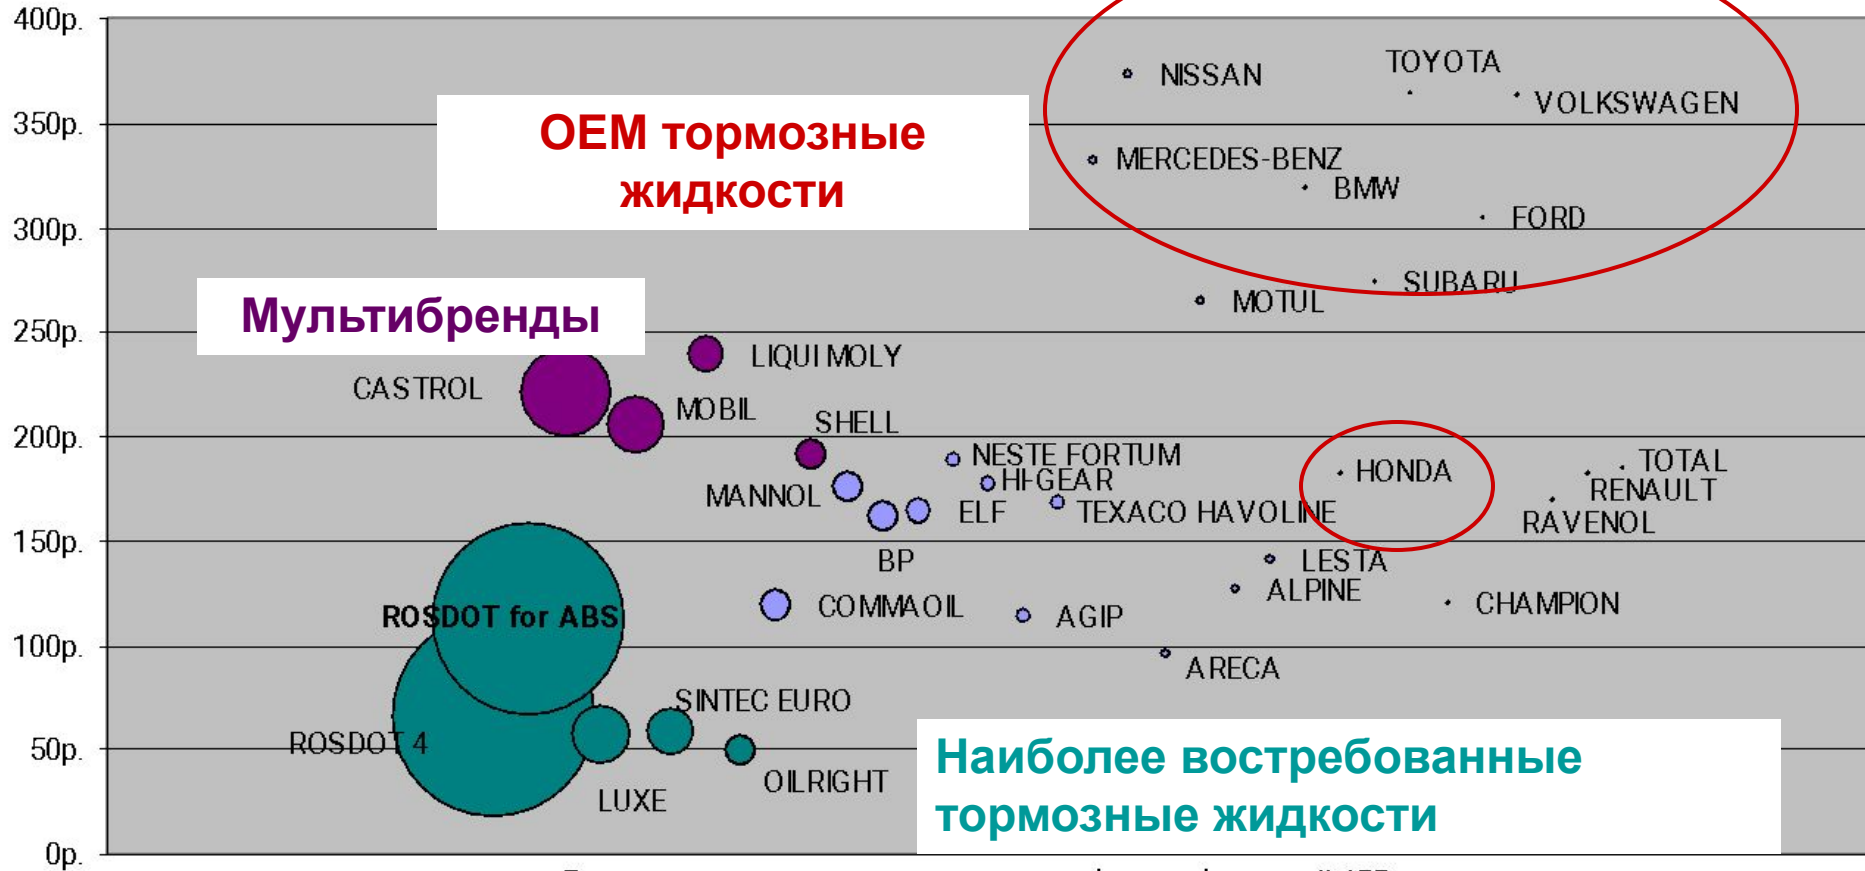 400р.
NISSAN
TOYOTA
VOLKSWAGEN
350р.
OEM тормозные
жидкости
MERCEDES-BENZ
BMW
300р.
FORD
SUBARU
Мультибренды
MOTUL
250р.
LIQUI MOLY
CASTROL
MOBIL
SHELL
200р.
NESTE FORTUM
HI-GEAR
HONDA
TOTAL
RENAULT
MANNOL
ELF
TEXACO HAVOLINE
RAVENOL
150р.
BP
LESTA
ALPINE
COMMA OIL
AGIP
CHAMPION
ROSDOT for ABS
100р.
ARECA
SINTEC EURO
ROSDOT 4
50р.
OILRIGHT
LUXE
Наиболее востребованные
тормозные жидкости
0р.